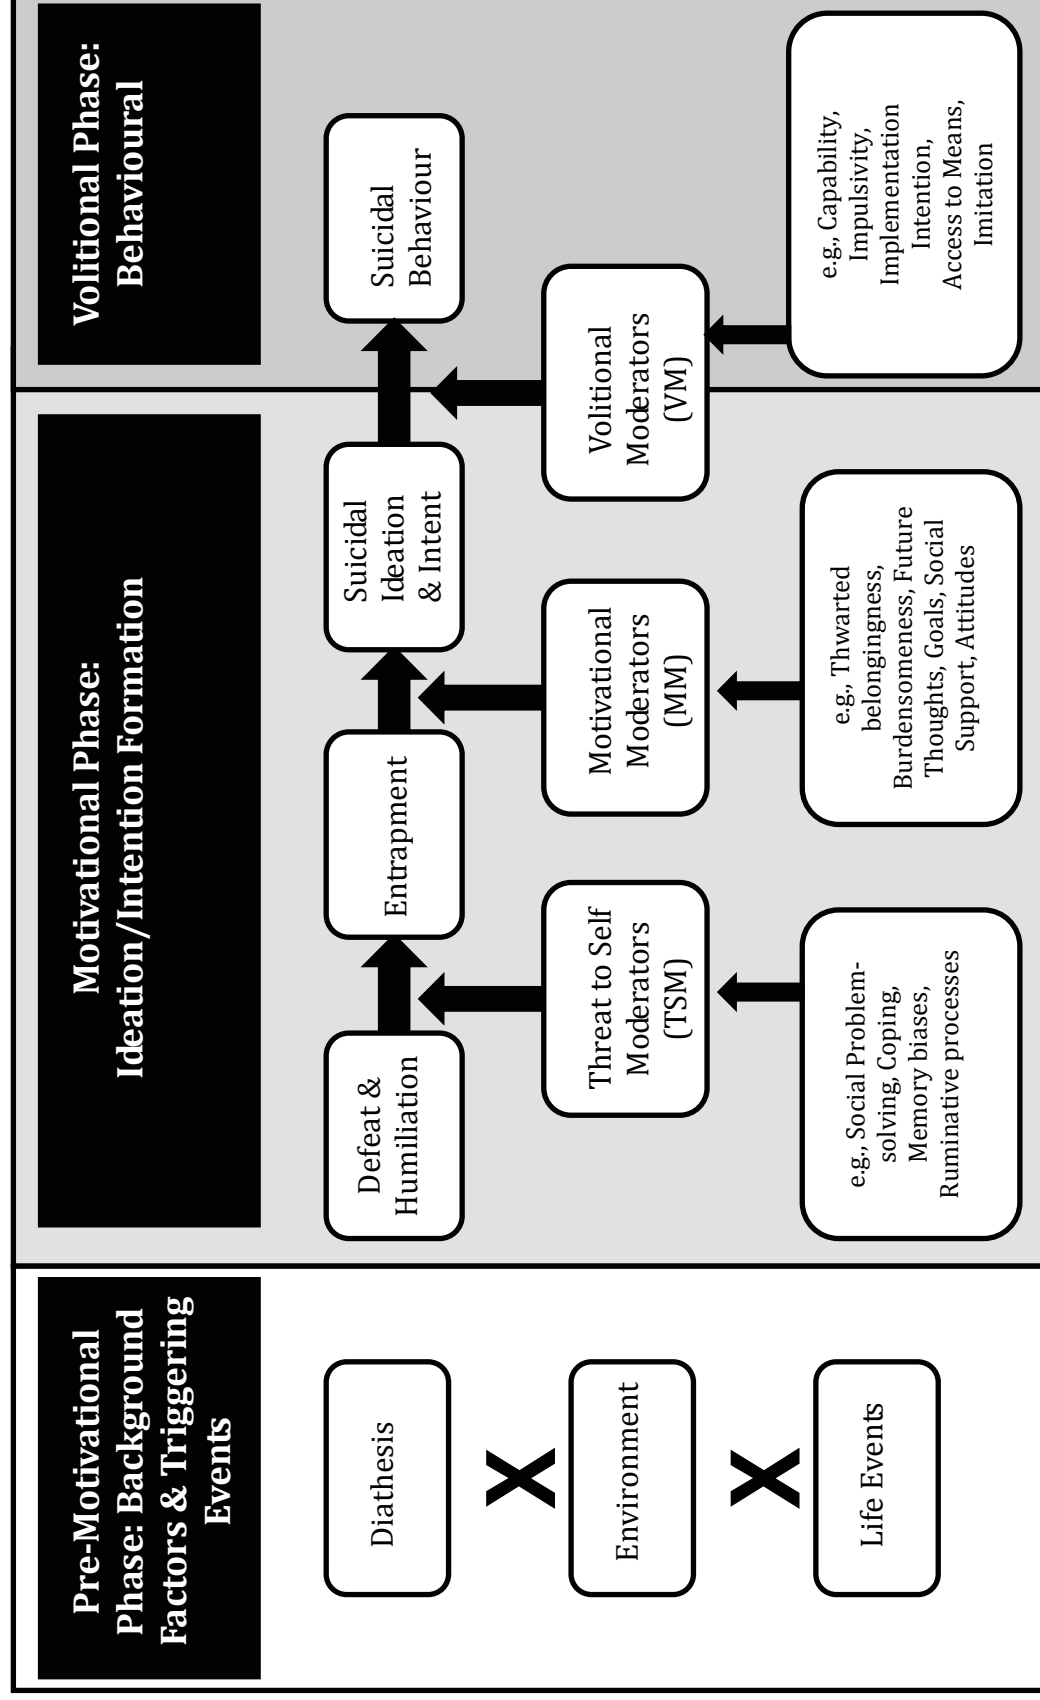 Pre-Motivational
Phase: Background
Factors & Triggering
Events
Diathesis
X
Environment
X
Life Events
Motivational Phase:
Ideation/Intention Formation
Defeat &
Humiliation
Entrapment
Suicidal
Ideation
& Intent
Threat to Self
Moderators
(TSM)
Motivational
Moderators
(MM)
e.g., Social Problem-
solving, Coping,
Memory biases,
Ruminative processes
e.g., Thwarted
belongingness,
Burdensomeness, Future
Thoughts, Goals, Social
Support, Attitudes
Volitional Phase:
Behavioural
Suicidal
Behaviour
Volitional
Moderators
(VM)
e.g., Capability,
Impulsivity,
Implementation
Intention,
Access to Means,
Imitation